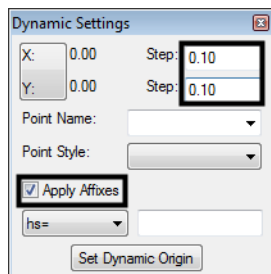 Dynamic Settings
X: 0.00 Step: 0.10
Y: 0.00 Step: 0.10
Point Name:
Point Style:
Apply Affixes
hs=
Set Dynamic Origin